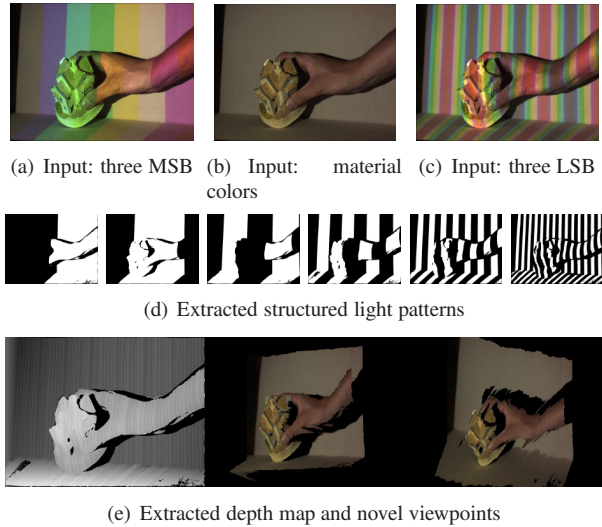 (a) Input: three MSB
(b) Input: material
colors
(c) Input: three LSB
(d) Extracted structured light patterns
(e) Extracted depth map and novel viewpoints